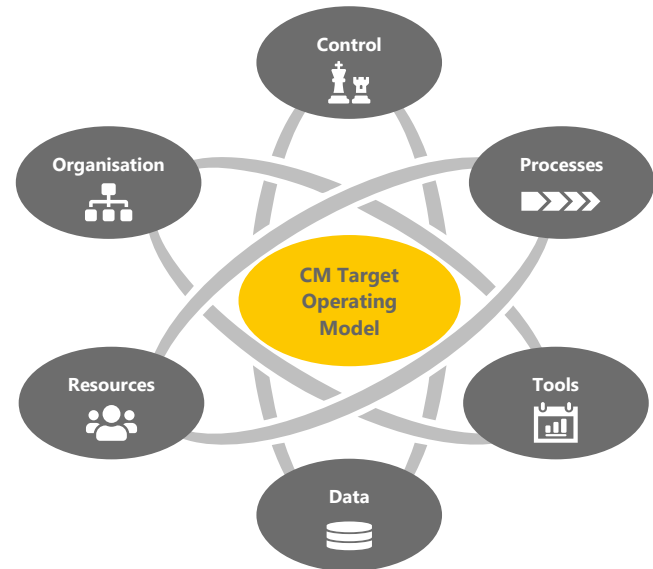 Control
Organisation
Processes
CM Target
Operating
Model
Resources
Tools
Data